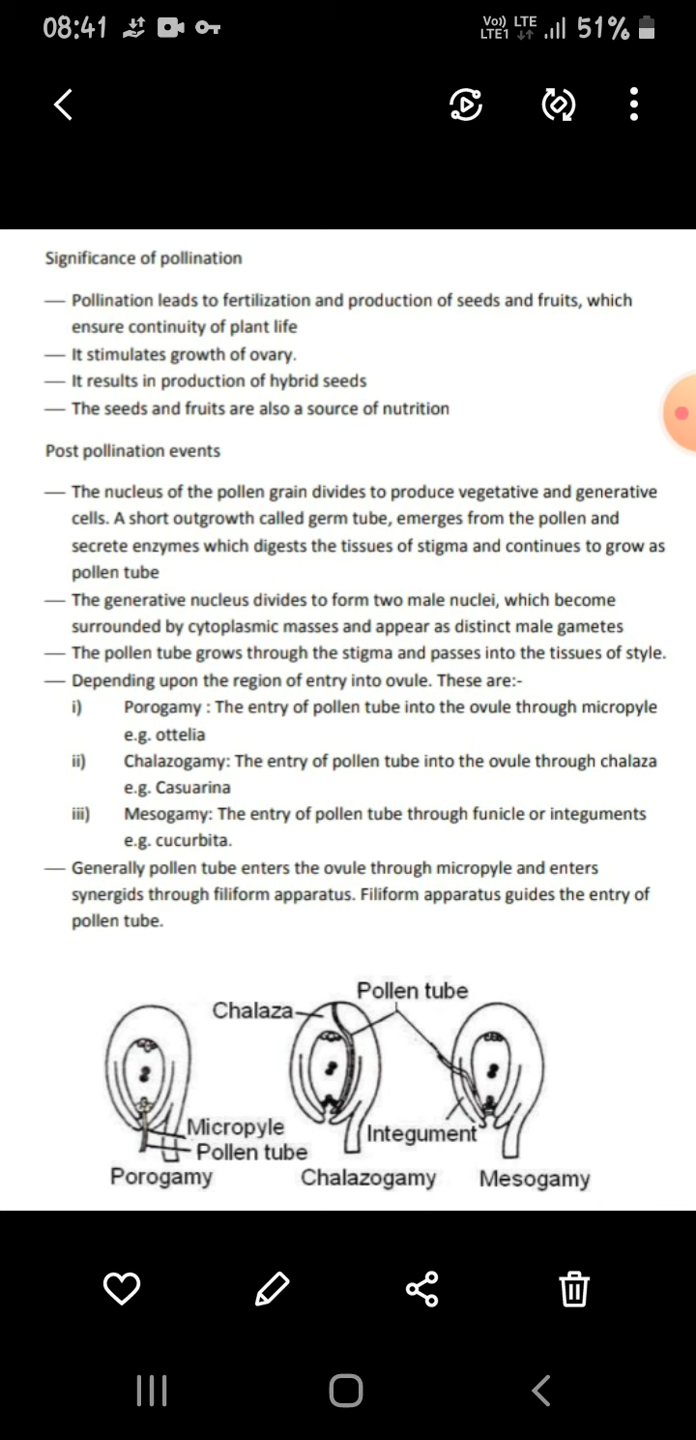 08:41
Vo)) LTE
LTE1
51%
Significance of pollination
— Pollination leads to fertilization and production of seeds and fruits, which
ensure continuity of plant life
— It stimulates growth of ovary.
— It results in production of hybrid seeds
— The seeds and fruits are also a source of nutrition
Post pollination events
— The nucleus of the pollen grain divides to produce vegetative and generative
cells. A short outgrowth called germ tube, emerges from the pollen and
secrete enzymes which digests the tissues of stigma and continues to grow as
pollen tube
— The generative nucleus divides to form two male nuclei, which become
surrounded by cytoplasmic masses and appear as distinct male gametes
— The pollen tube grows through the stigma and passes into the tissues of style.
— Depending upon the region of entry into ovule. These are:-
i) Porogamy : The entry of pollen tube into the ovule through micropyle
e.g. ottelia
ii) Chalazogamy: The entry of pollen tube into the ovule through chalaza
e.g. Casuarina
iii) Mesogamy: The entry of pollen tube through funicle or integuments
e.g. cucurbita.
— Generally pollen tube enters the ovule through micropyle and enters
synergids through filiform apparatus. Filiform apparatus guides the entry of
pollen tube.
Pollen tube
Chalaza
Micropyle
Integument
Pollen tube
Porogamy
Chalazogamy
Mesogamy